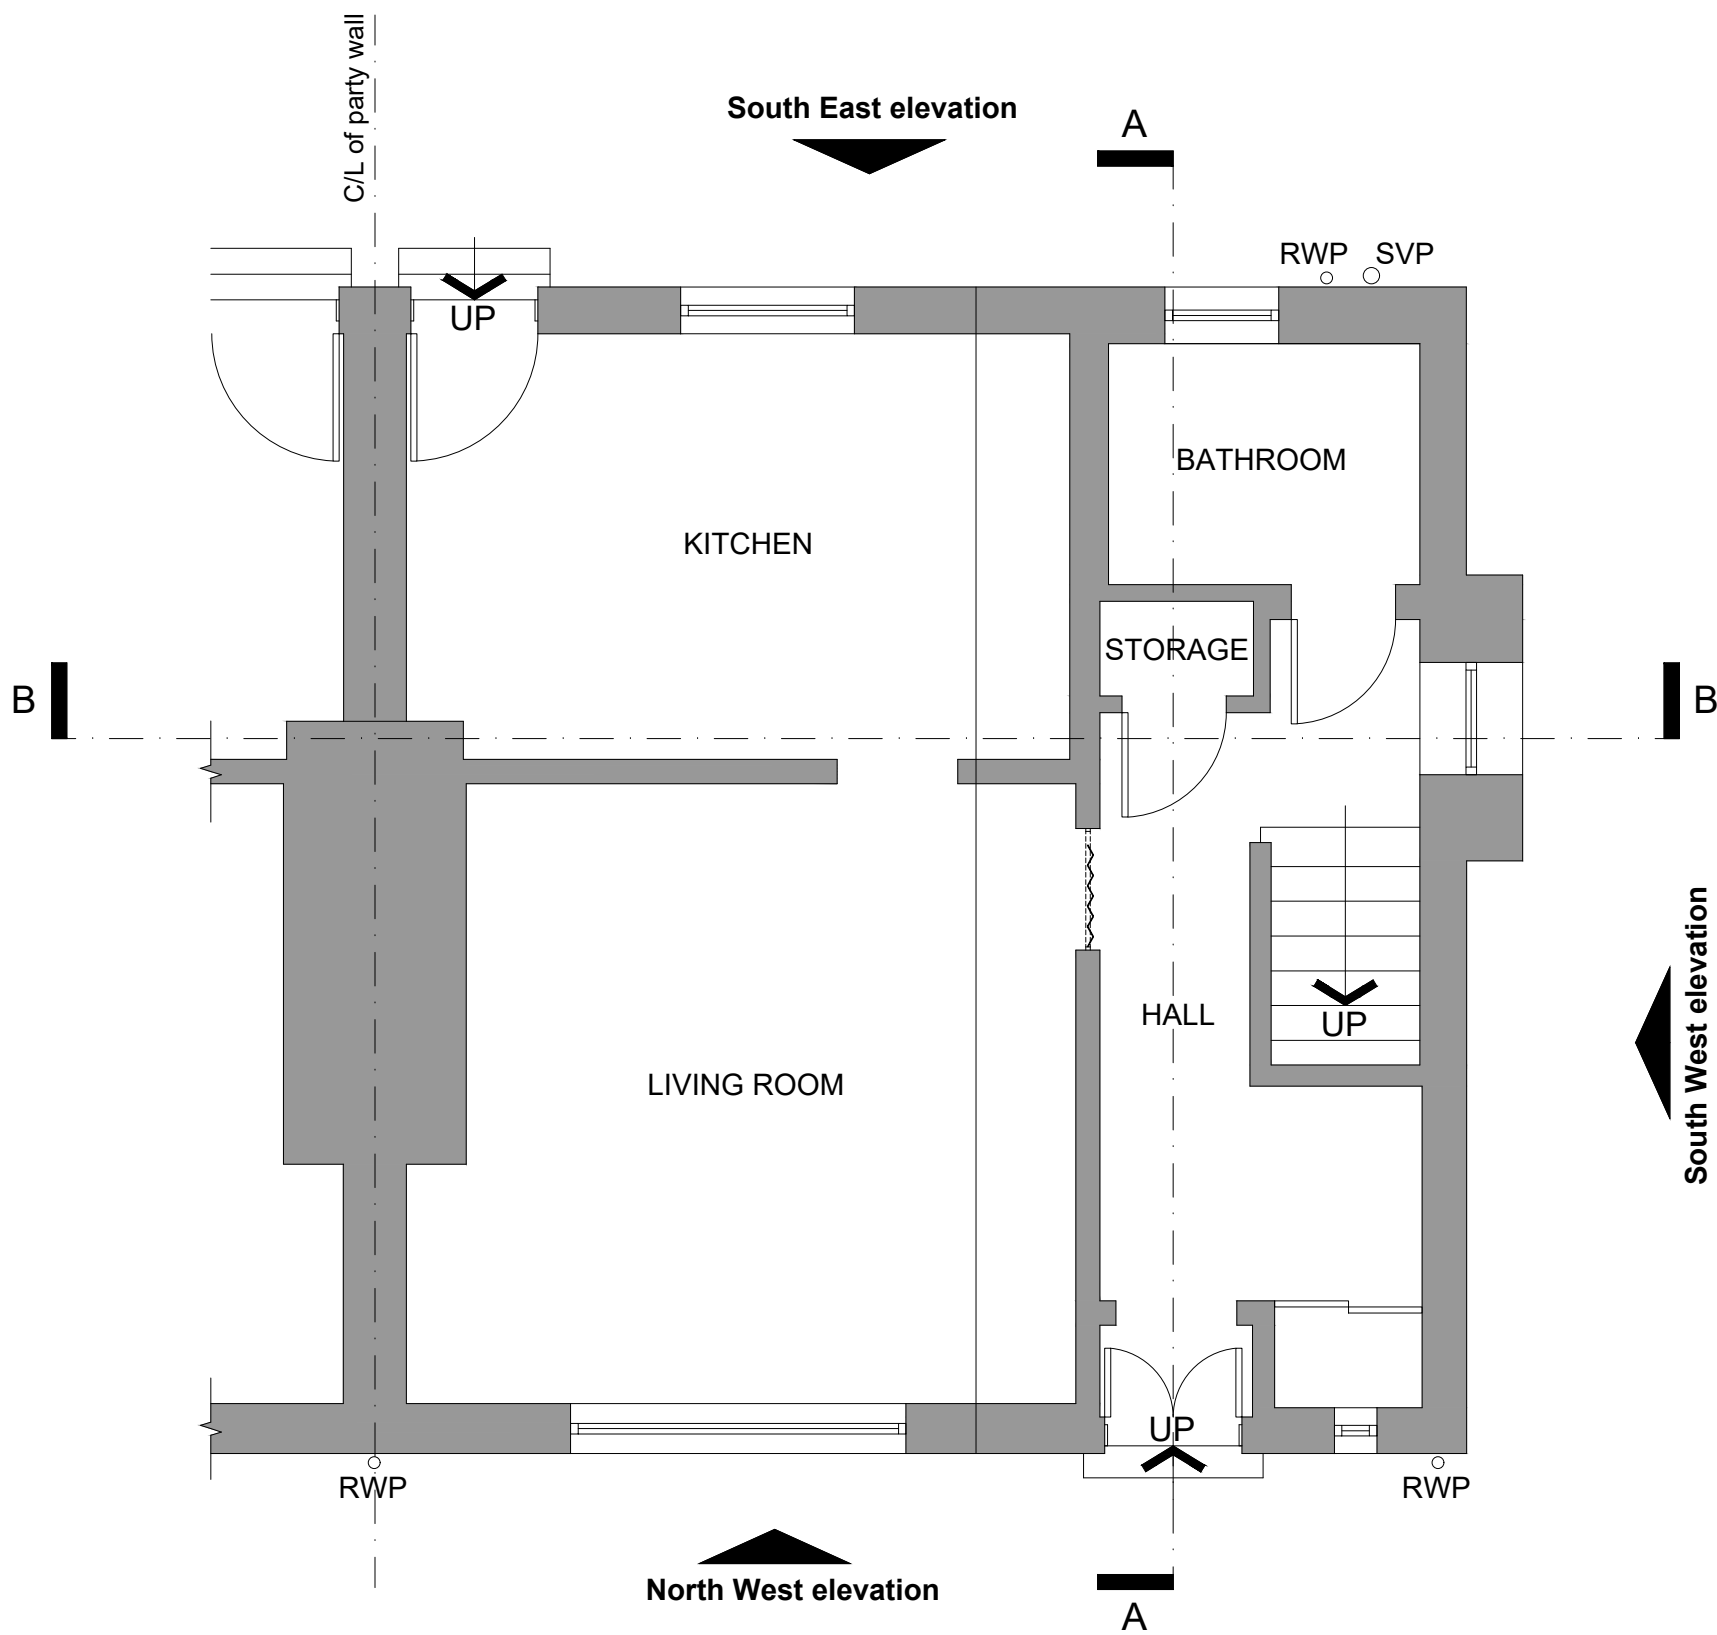 C/L of party wall
South East elevation
A
RWP
SVP
UP
BATHROOM
KITCHEN
STORAGE
B
B
HALL
UP
LIVING ROOM
South West elevation
UP
RWP
RWP
North West elevation
A